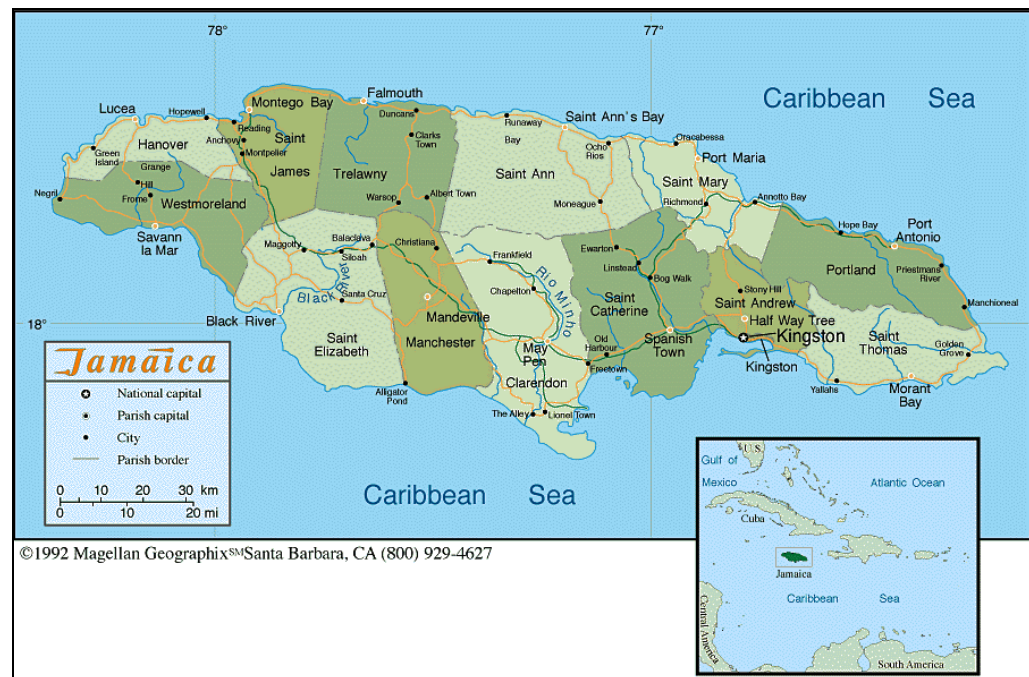 78°
77°
Caribbean Sea
Lucea
Hopewell
Montego Bay
Falmouth
Duncans
Runaway
Bay
Saint Ann's Bay
Oracabessa
Port Maria
Reading
Anchovy
Montpelier
Saint
James
Clarks
Town
Ocho
Rios
Green
Island
Hanover
Grange
Hill
Frome
Negril
Westmoreland
Savann
la Mar
Trelawny
Warsop
Albert Town
Saint Ann
Moneague
Saint Mary
Richmond
Annotto Bay
Hope Bay
Port
Antonio
Priestmans
River
Portland
Manchioneal
Maggotty
Balaclava
Siloah
Christiana
Frankfield
Ewarton
Linstead
Bog Walk
Chapelton
Rio Minho
Black River
Santa Cruz
Black River
Saint
Elizabeth
Mandeville
Manchester
Saint
Catherine
Stony Hill
Saint Andrew
Half Way Tree
Kingston
Kingston
Saint
Thomas
Golden
Grove
18°
May
Pen
Old
Harbour
Freetown
Spanish
Town
Clarendon
Alligator
Pond
The Alley
Lionel Town
Yallahs
Morant
Bay
Jamaica
National capital
Parish capital
City
Parish border
0 10 20 30 km
0 10 20 mi
Caribbean Sea
©1992 Magellan Geographix℠Santa Barbara, CA (800) 929-4627
U.S.
Gulf of
Mexico
Atlantic Ocean
Cuba
Jamaica
Caribbean Sea
Central America
South America